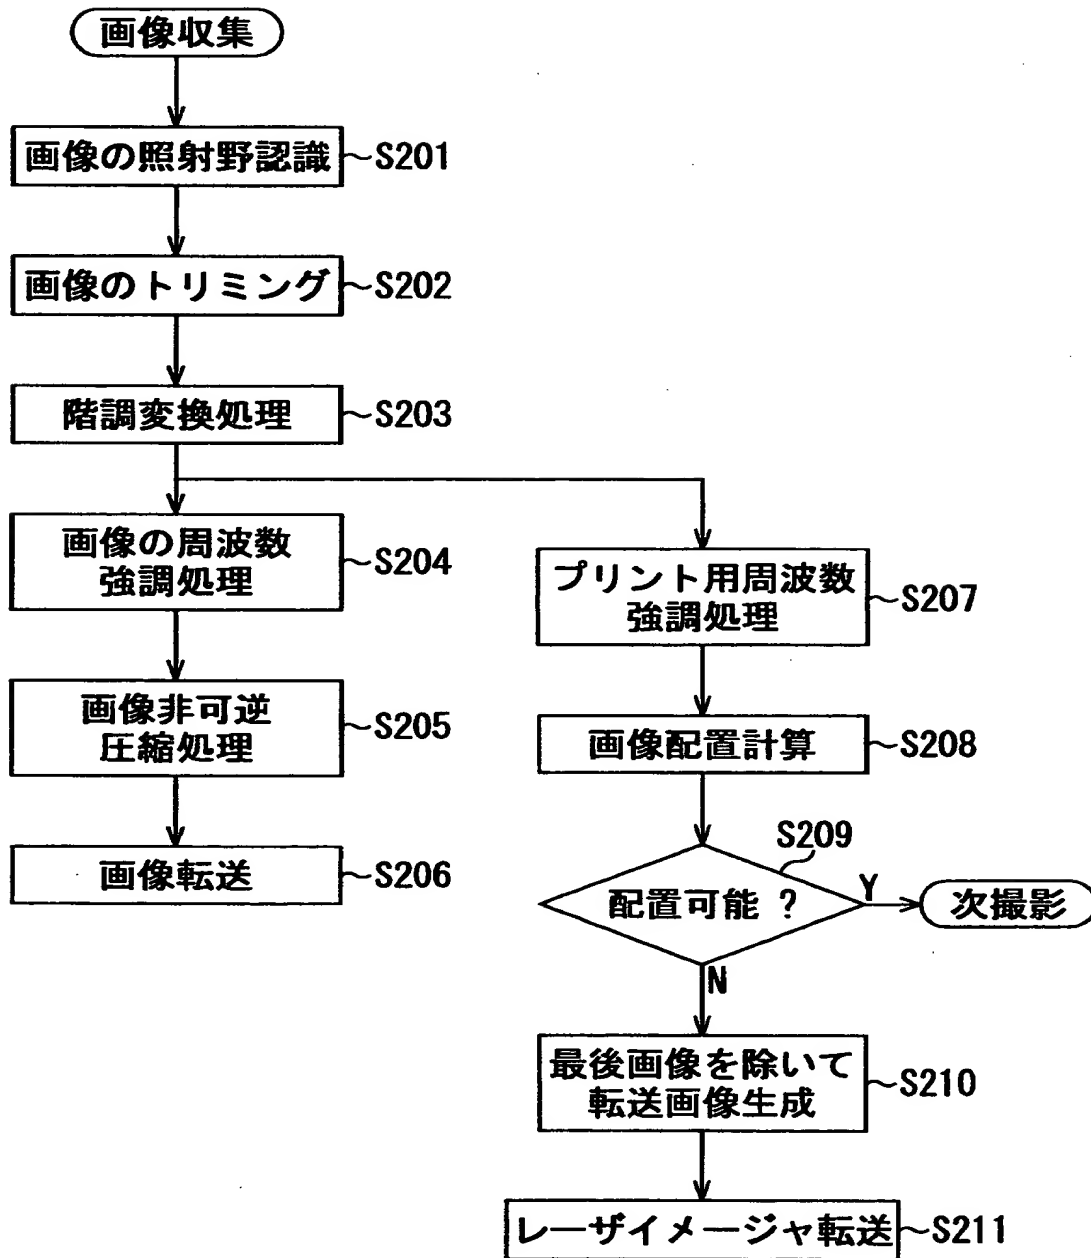 画像収集
画像の照射野認識 ~S201
画像のトリミング ~S202
階調変換処理 ~S203
画像の周波数
強調処理 ~S204
画像非可逆
圧縮処理 ~S205
画像転送 ~S206
プリント用周波数
強調処理 ~S207
画像配置計算 ~S208
S209
配置可能 ?
Y
次撮影
N
最後画像を除いて
転送画像生成 ~S210
レーザイメージャ転送 ~S211